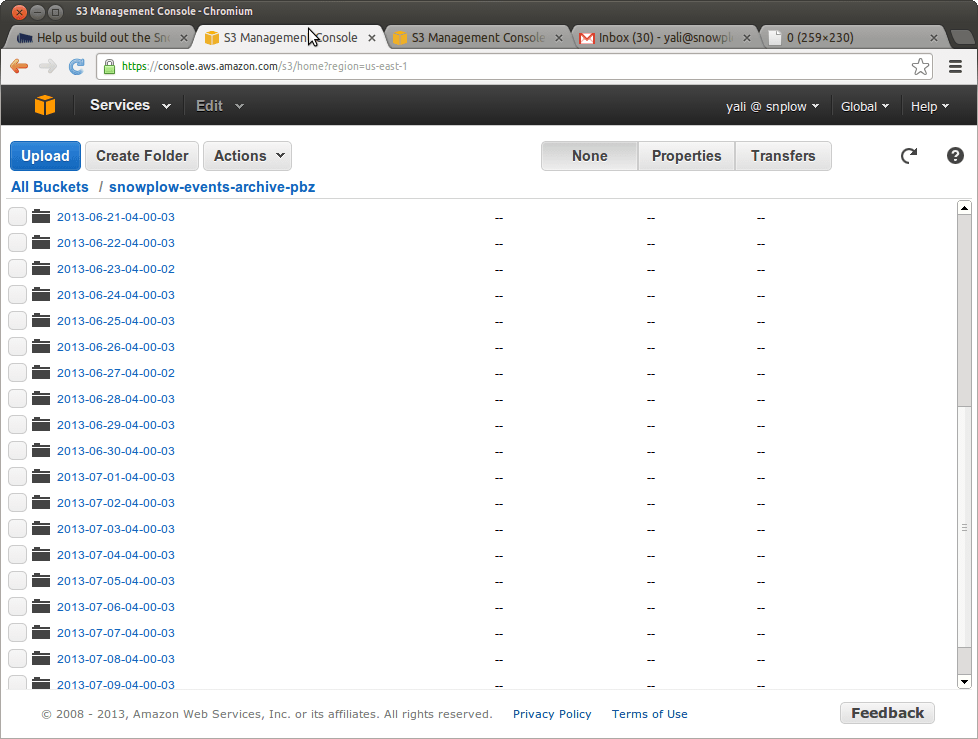 S3 Management Console - Chromium
Help us build out the Sno
S3 Management Console
S3 Management Console
Inbox (30) - yali@snowpl
0 (259×230)
https://console.aws.amazon.com/s3/home?region=us-east-1
Services Edit yali @ snplow Global Help
Upload Create Folder Actions None Properties Transfers
All Buckets / snowplow-events-archive-pbz
2013-06-21-04-00-03 -- -- --
2013-06-22-04-00-03 -- -- --
2013-06-23-04-00-02 -- -- --
2013-06-24-04-00-03 -- -- --
2013-06-25-04-00-03 -- -- --
2013-06-26-04-00-03 -- -- --
2013-06-27-04-00-02 -- -- --
2013-06-28-04-00-03 -- -- --
2013-06-29-04-00-03 -- -- --
2013-06-30-04-00-03 -- -- --
2013-07-01-04-00-03 -- -- --
2013-07-02-04-00-03 -- -- --
2013-07-03-04-00-03 -- -- --
2013-07-04-04-00-03 -- -- --
2013-07-05-04-00-03 -- -- --
2013-07-06-04-00-03 -- -- --
2013-07-07-04-00-03 -- -- --
2013-07-08-04-00-03 -- -- --
2013-07-09-04-00-03 -- -- --
© 2008 - 2013, Amazon Web Services, Inc. or its affiliates. All rights reserved. Privacy Policy Terms of Use Feedback